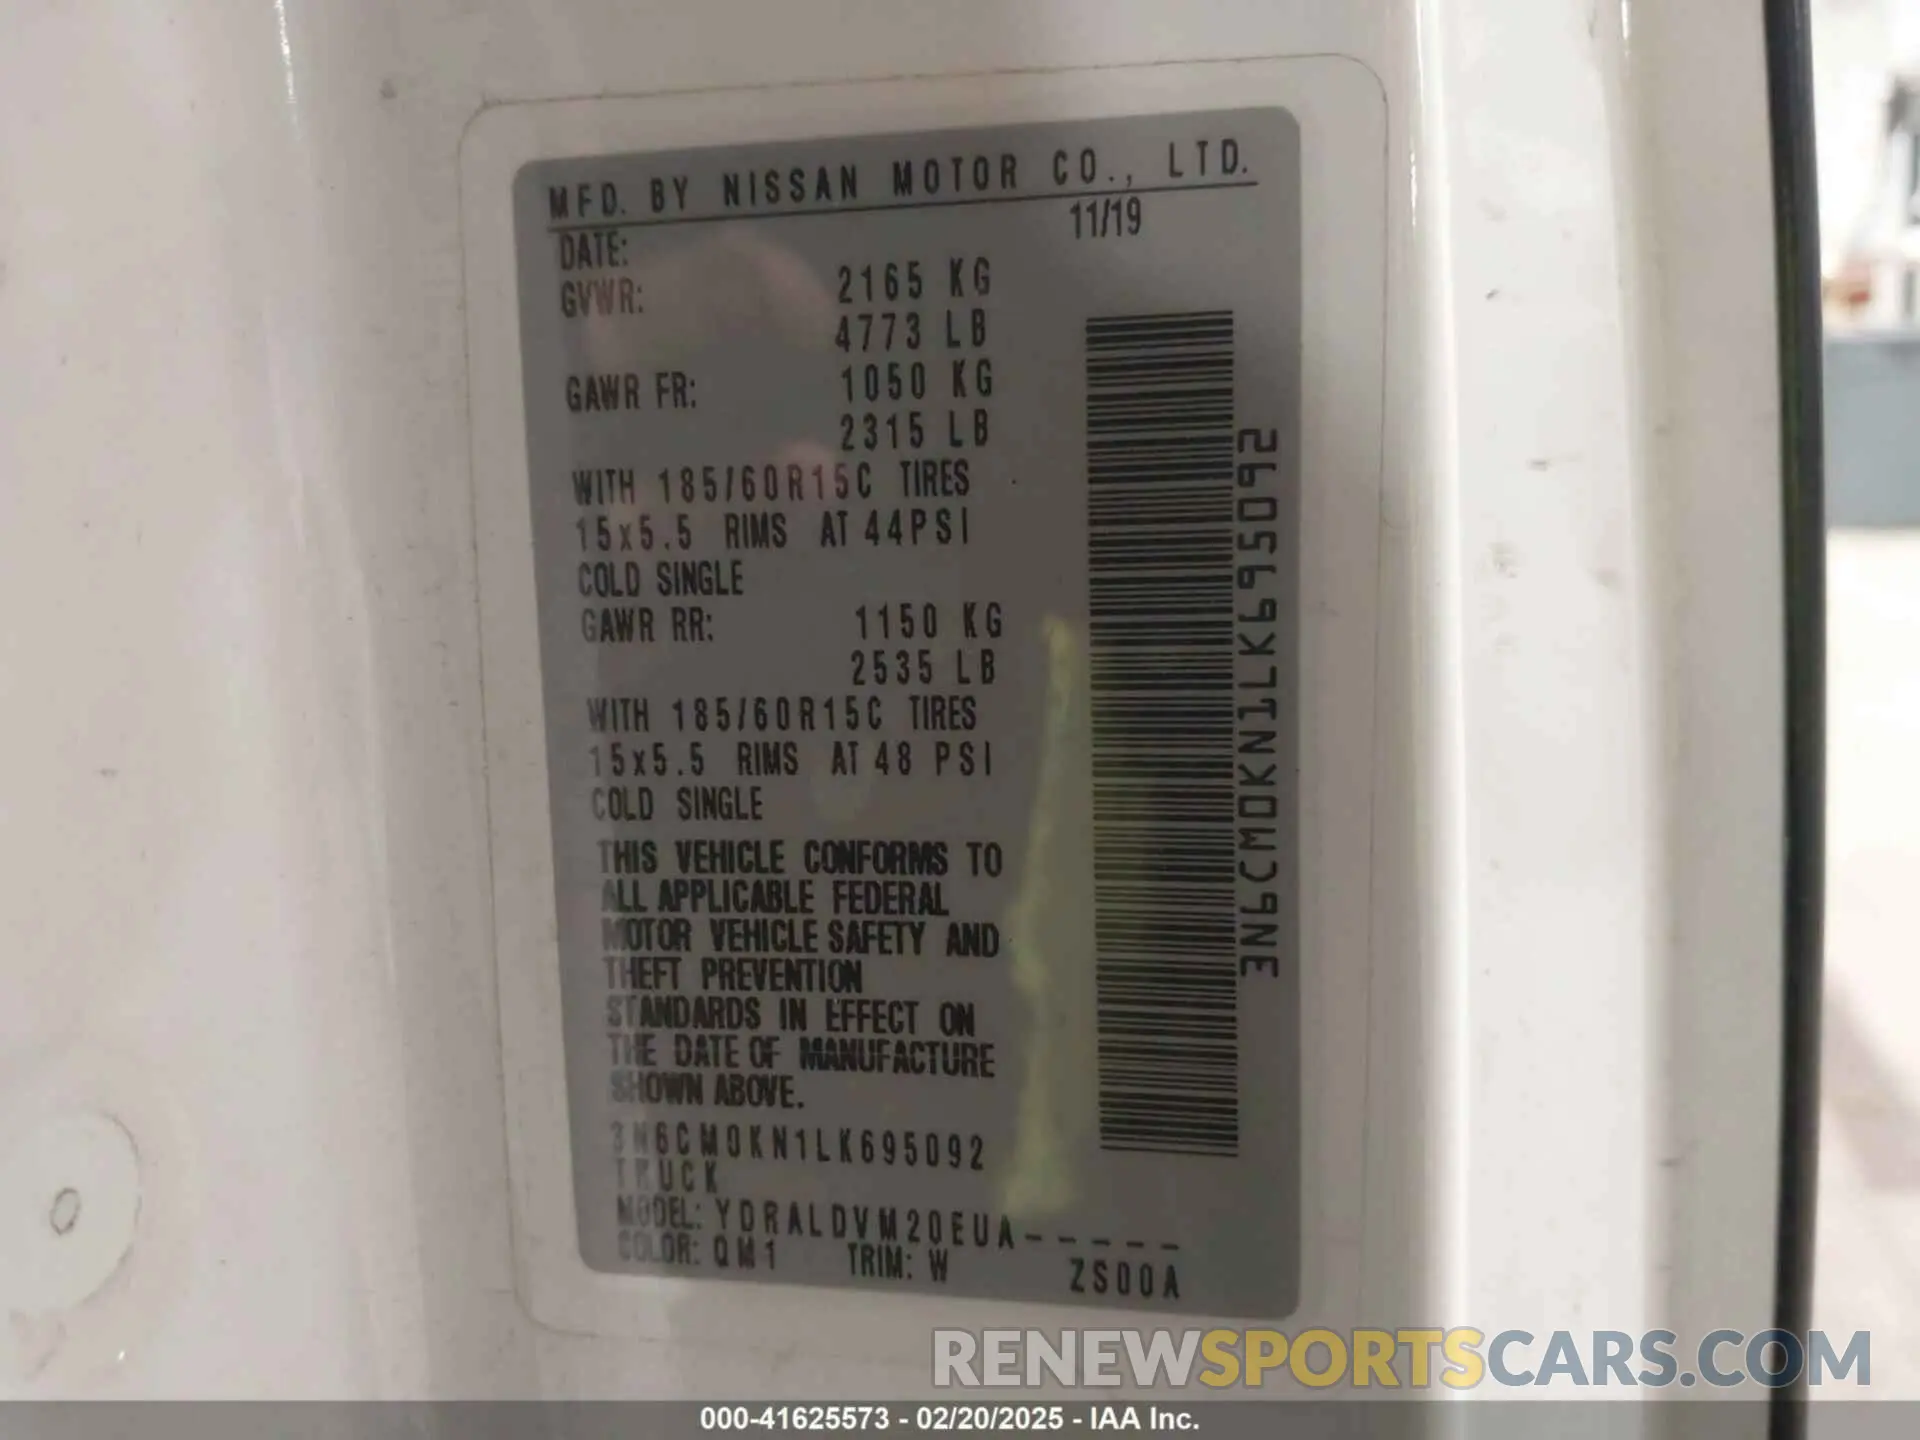 MFD. BY NISSAN MOTOR CO., LTD.
DATE: 11/19
GVWR: 2165 KG
4773 LB
GAWR FR: 1050 KG
2315 LB
WITH 185/60R15C TIRES
15x5.5 RIMS AT 44PSI
COLD SINGLE
GAWR RR: 1150 KG
2535 LB
WITH 185/60R15C TIRES
15x5.5 RIMS AT 48 PSI
COLD SINGLE
THIS VEHICLE CONFORMS TO
ALL APPLICABLE FEDERAL
MOTOR VEHICLE SAFETY AND
THEFT PREVENTION
STANDARDS IN EFFECT ON
THE DATE OF MANUFACTURE
SHOWN ABOVE.
3N6CM0KN1LK695092
TRUCK
MODEL: YDRALDVM20EUA-----
COLOR: QM1 TRIM: W ZS00A
3N6CM0KN1LK695092
RENEWSPORTSCARS.COM
000-41625573 - 02/20/2025 - IAA Inc.